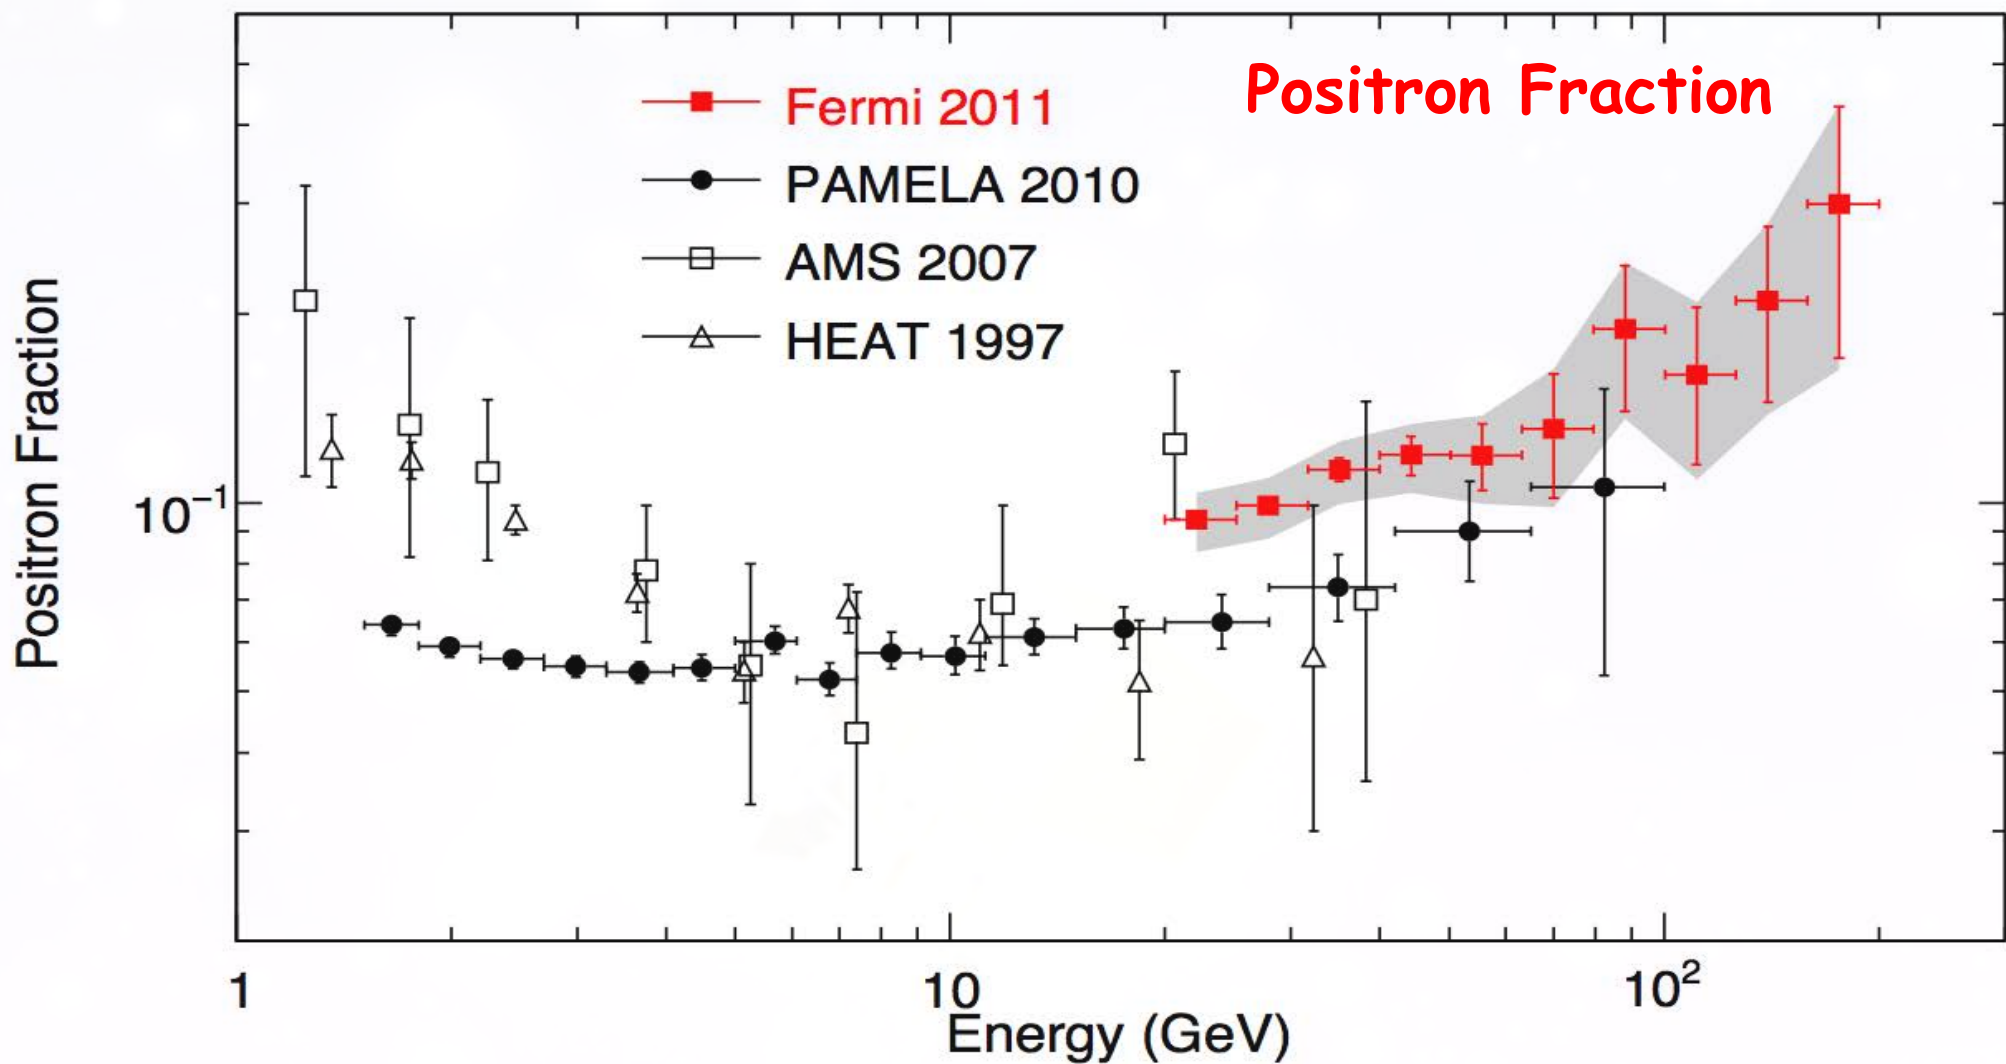 Positron Fraction
Fermi 2011
PAMELA 2010
AMS 2007
HEAT 1997
Positron Fraction
10⁻¹
1
10
10²
Energy (GeV)